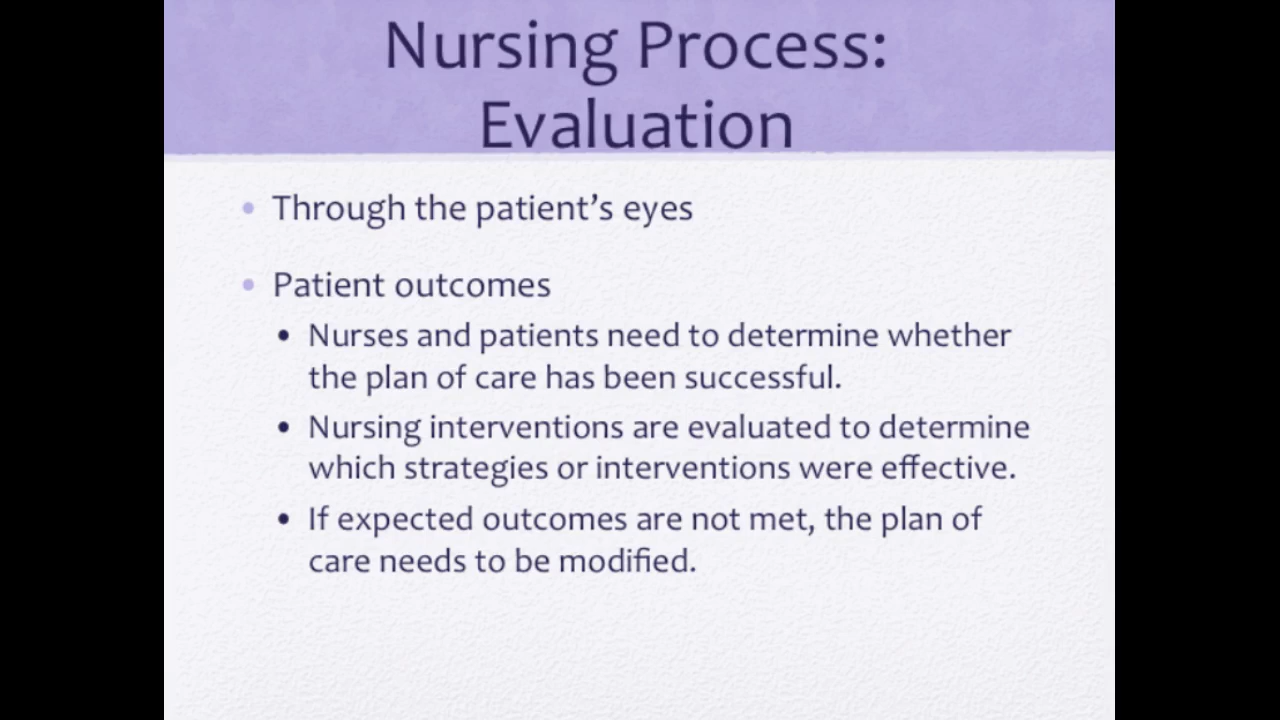 Nursing Process:
Evaluation
• Through the patient’s eyes
• Patient outcomes
• Nurses and patients need to determine whether
the plan of care has been successful.
• Nursing interventions are evaluated to determine
which strategies or interventions were effective.
• If expected outcomes are not met, the plan of
care needs to be modified.